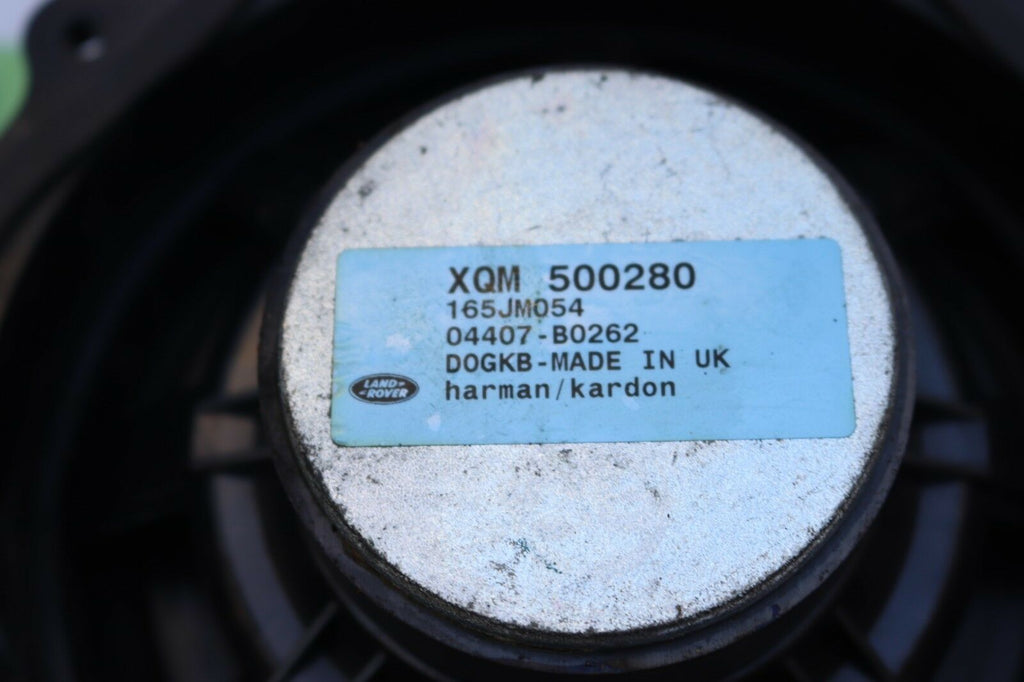 XQM 500280
165JM054
04407-B0262
DOGKB-MADE IN UK
LAND-
-ROVER
harman/kardon